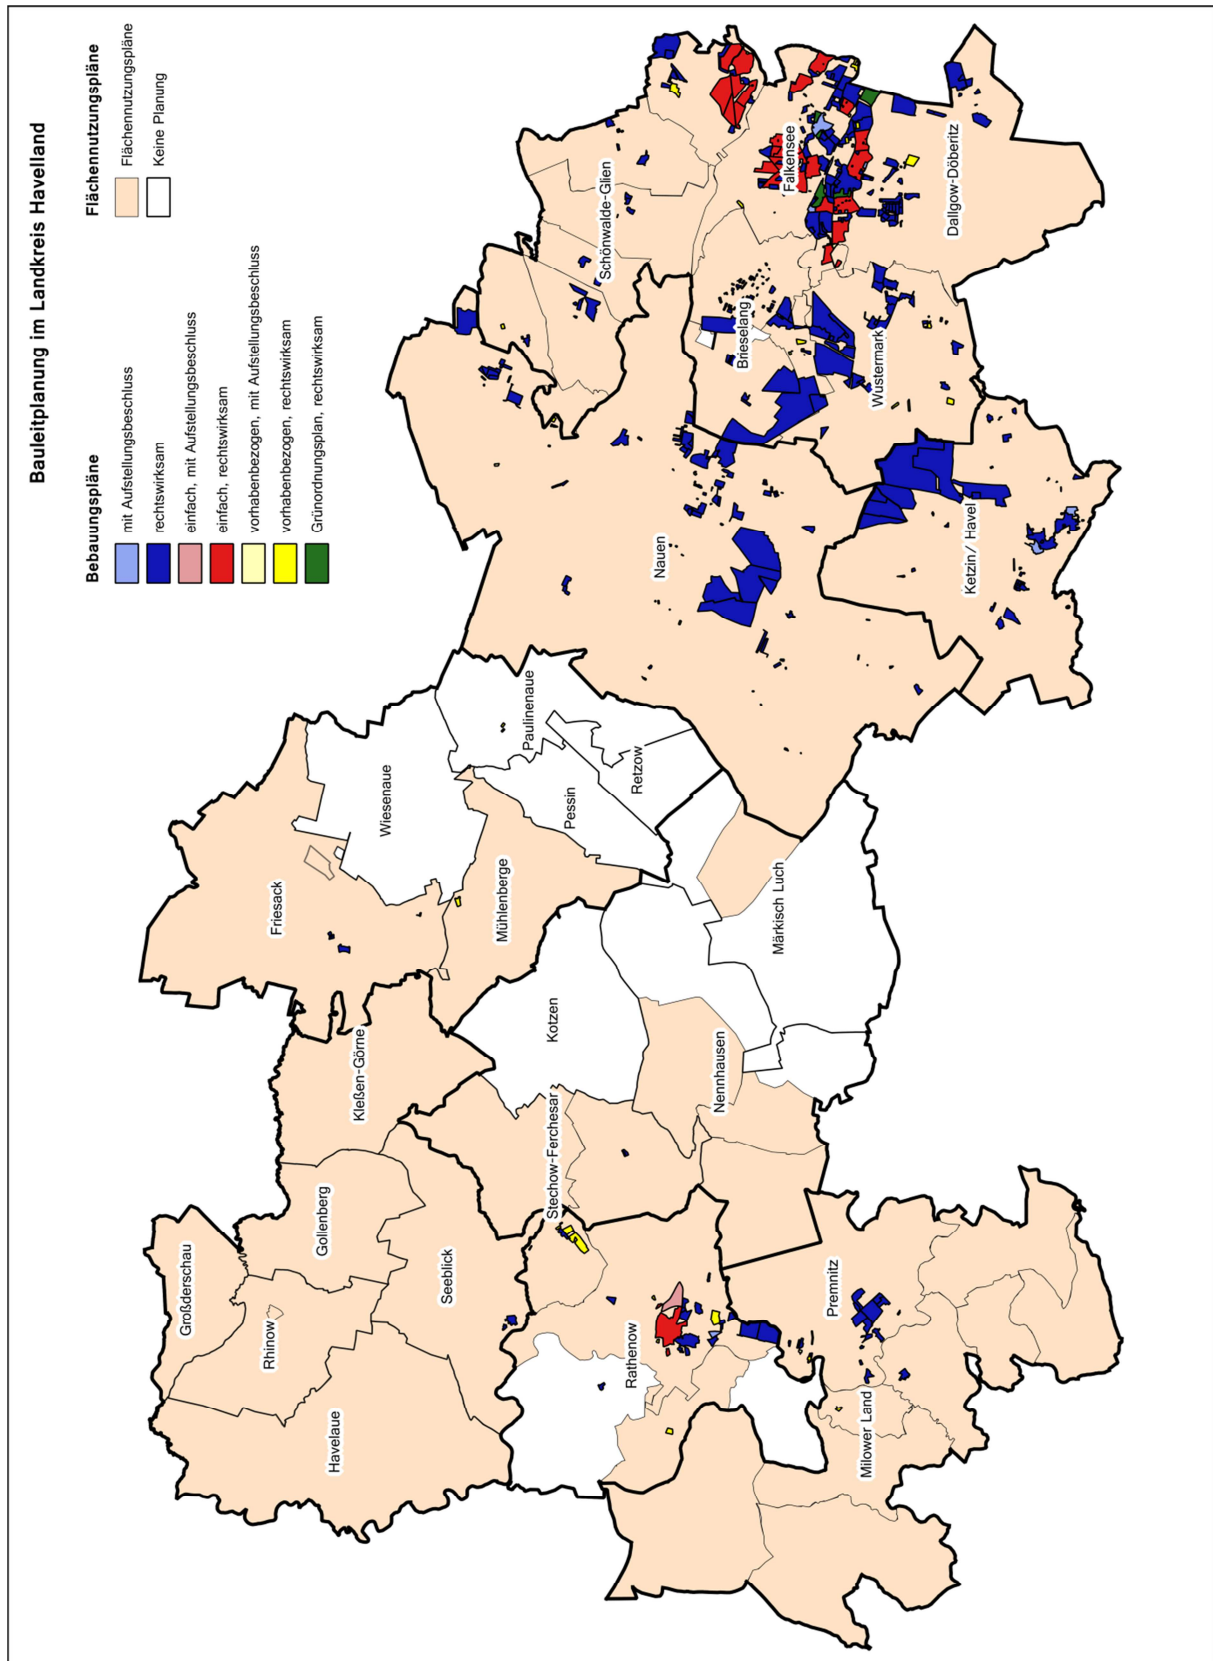 Bauleitplanung im Landkreis Havelland
Bebauungspläne
mit Aufstellungsbeschluss
rechtswirksam
einfach, mit Aufstellungsbeschluss
einfach, rechtswirksam
vorhabenbezogen, mit Aufstellungsbeschluss
vorhabenbezogen, rechtswirksam
Grünordnungsplan, rechtswirksam
Flächennutzungspläne
Flächennutzungspläne
Keine Planung
Großderschau
Rhinow
Gollenberg
Havelaue
Seeblick
Kleßen-Görne
Friesack
Wiesenaue
Mühlenberge
Paulinenaue
Pessin
Retzow
Kotzen
Stechow-Ferchesar
Rathenow
Nennhausen
Märkisch Luch
Premnitz
Milower Land
Nauen
Schönwalde-Glien
Brieselang
Falkensee
Wustermark
Dallgow-Döberitz
Ketzin/ Havel